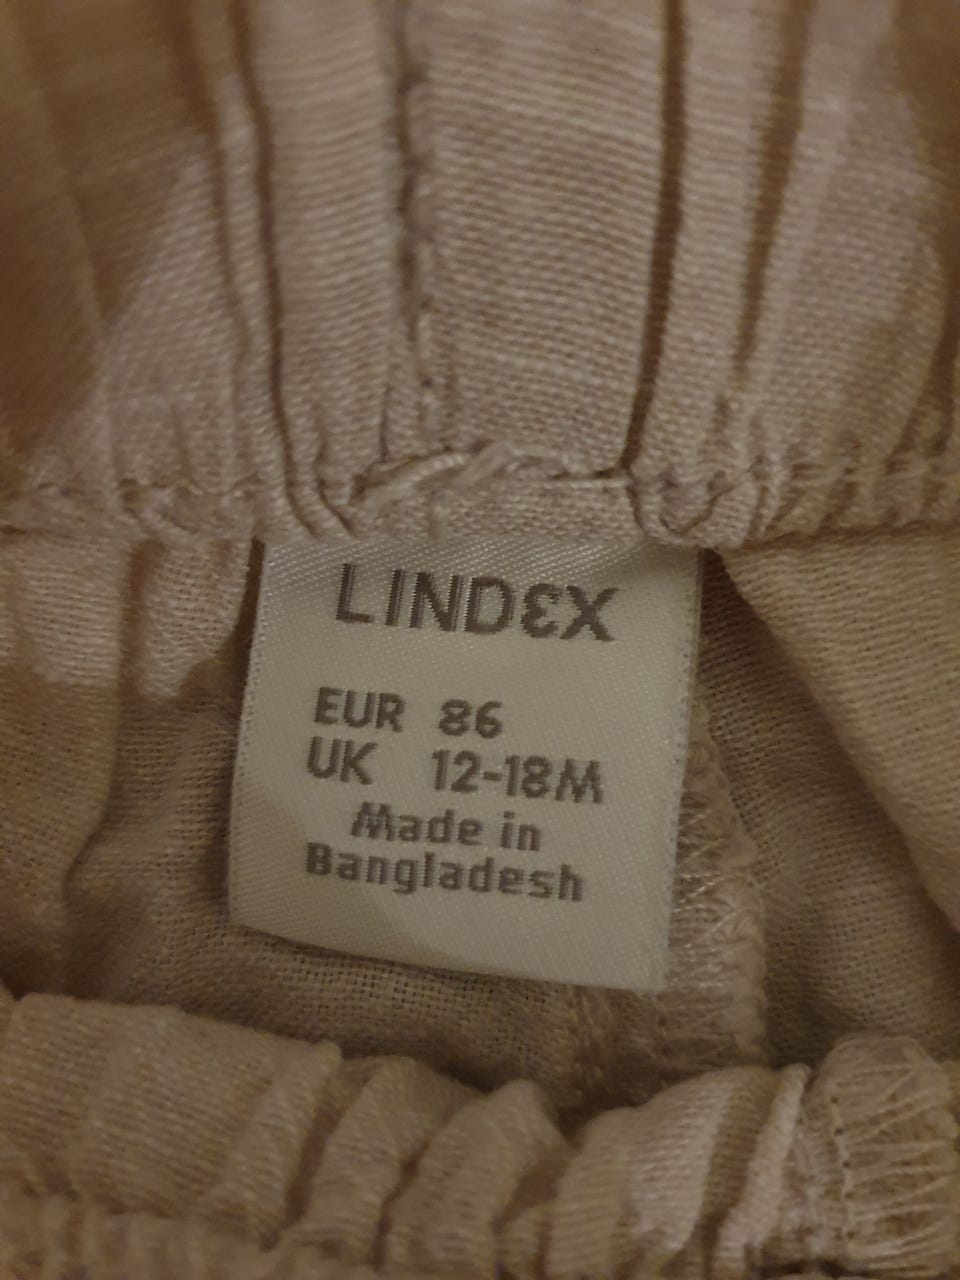 LINDEX
EUR 86
UK 12-18M
Made in
Bangladesh